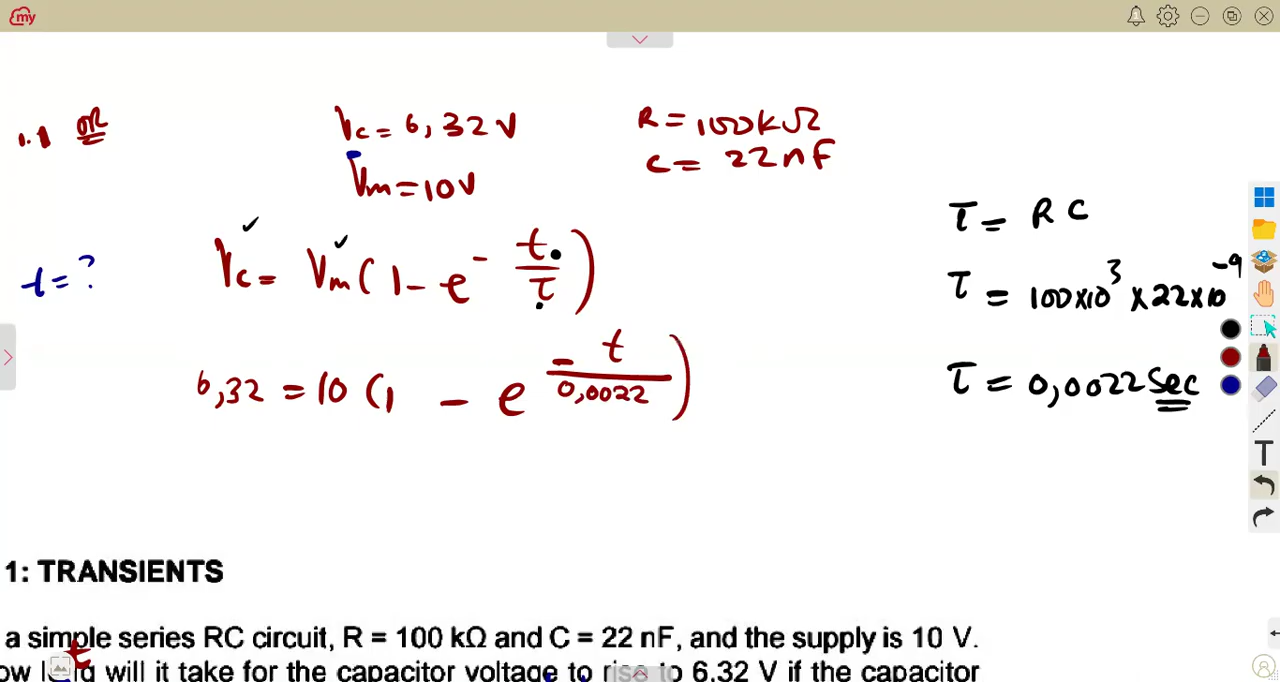 my
1.1 OR
Vc = 6,32 V
R = 100kΩ
Vm = 10V
C = 22nF
τ = RC
t = ?
Vc = Vm(1 - e^- t/τ)
τ = 100x10^3 x 22x10^-9
6,32 = 10(1 - e^- t/0,0022)
τ = 0,0022 Sec
T
1: TRANSIENTS
a simple series RC circuit, R = 100 kΩ and C = 22 nF, and the supply is 10 V.
will it take for the capacitor voltage to rise to 6.32 V if the capacitor
t